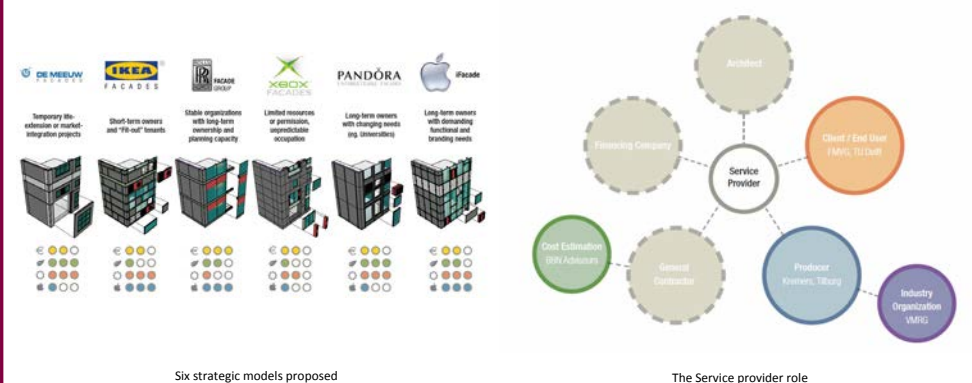 DE MEEUW
FACADES
IKEA
FACADES
RR
FACADE
GROUP
XBOX
FACADES
PANDÖRA
iFacade
Temporary life-
extension or market-
integration projects
Short-term owners
and "Fit-out" tenants
Stable organizations
with long-term
ownership and
planning capacity
Limited resources
or permission,
unpredictable
occupation
Long-term owners
with changing needs
(eg. Universities)
Long-term owners
with demanding
functional and
branding needs
€ € € € € €
Six strategic models proposed
Architect
Financing Company
Client / End User
FMVG, TU Delft
Service
Provider
Cost Estimation
BBN Adviseurs
General
Contractor
Producer
Kremers, Tilburg
Industry
Organization
VMRG
The Service provider role